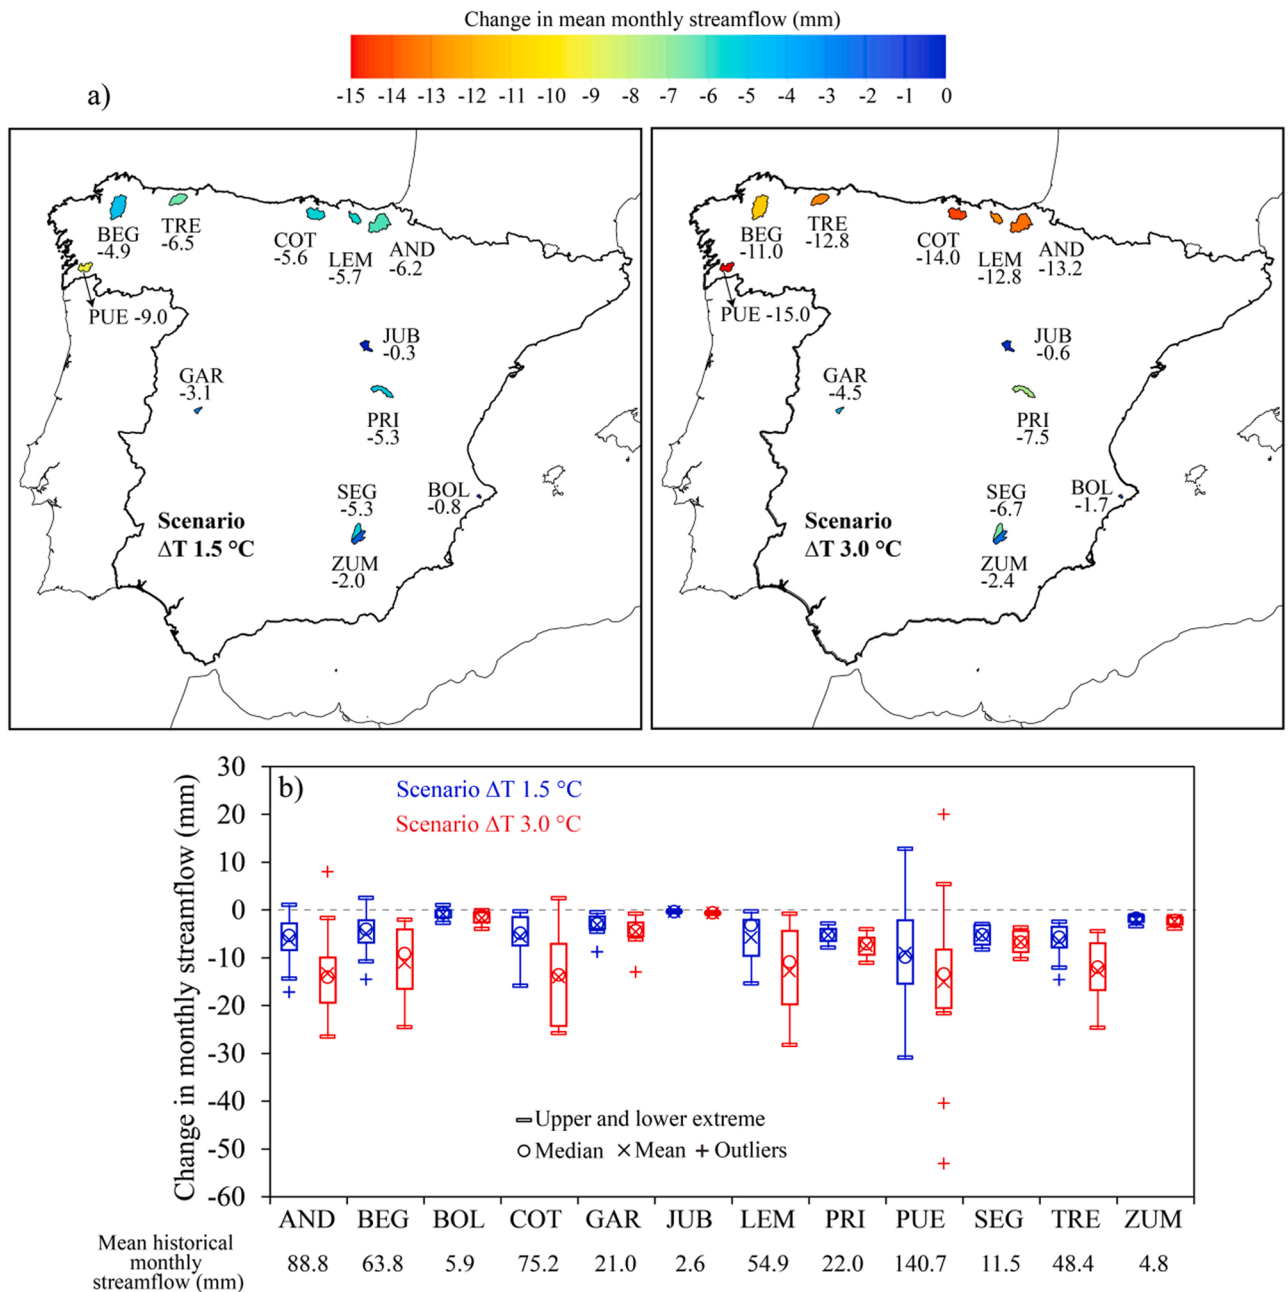 Change in mean monthly streamflow (mm)
-15 -14 -13 -12 -11 -10 -9 -8 -7 -6 -5 -4 -3 -2 -1 0
a)
BEG
-4.9
TRE
-6.5
COT
-5.6
LEM
-5.7
AND
-6.2
PUE -9.0
JUB
-0.3
GAR
-3.1
PRI
-5.3
SEG
-5.3
BOL
-0.8
ZUM
-2.0
Scenario
ΔT 1.5 °C
BEG
-11.0
TRE
-12.8
COT
-14.0
LEM
-12.8
AND
-13.2
PUE -15.0
JUB
-0.6
GAR
-4.5
PRI
-7.5
SEG
-6.7
BOL
-1.7
ZUM
-2.4
Scenario
ΔT 3.0 °C
b)
Scenario ΔT 1.5 °C
Scenario ΔT 3.0 °C
Change in monthly streamflow (mm)
30
20
10
0
-10
-20
-30
-40
-50
-60
Upper and lower extreme
Median Mean Outliers
AND BEG BOL COT GAR JUB LEM PRI PUE SEG TRE ZUM
Mean historical
monthly
streamflow (mm)
88.8 63.8 5.9 75.2 21.0 2.6 54.9 22.0 140.7 11.5 48.4 4.8